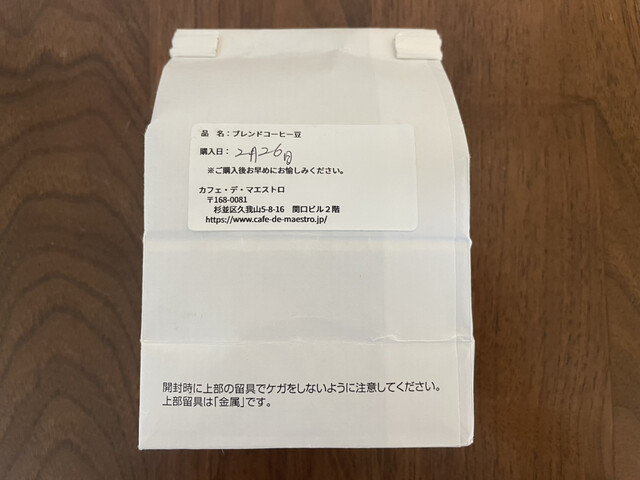 品　名：ブレンドコーヒー豆
購入日：2月26日
※ご購入後お早めにお愉しみください。
カフェ・デ・マエストロ
〒168-0081
杉並区久我山5-8-16　関口ビル２階
https://www.cafe-de-maestro.jp/
開封時に上部の留具でケガをしないように注意してください。
上部留具は「金属」です。